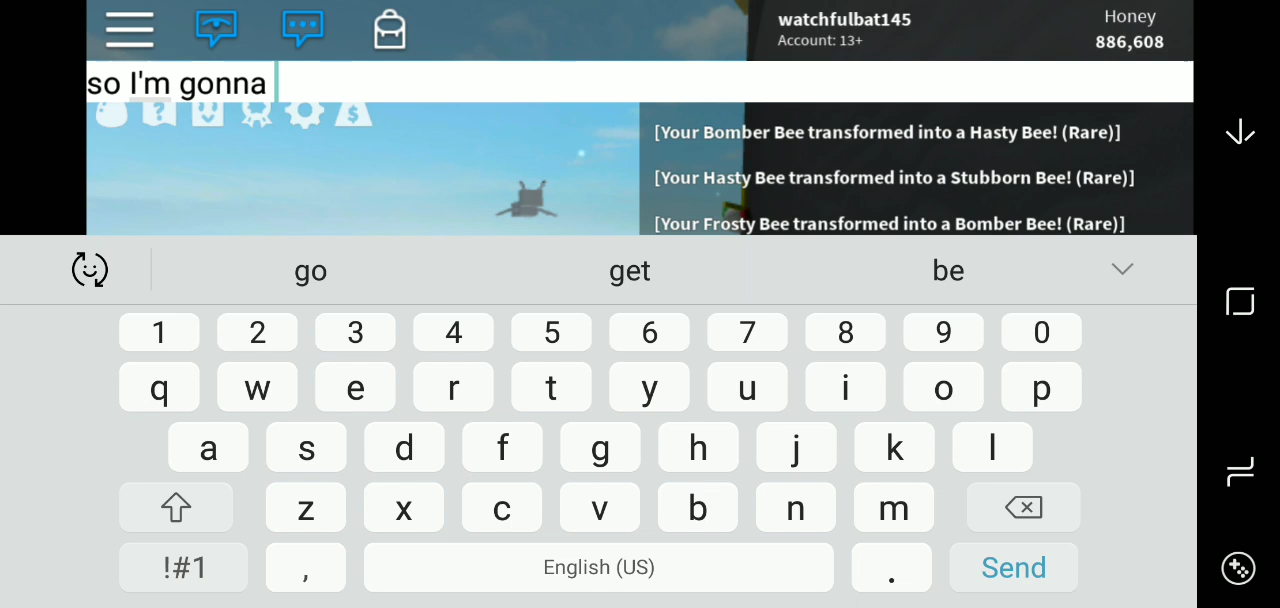 watchfulbat145
Account: 13+
Honey
886,608
so I'm gonna
[Your Bomber Bee transformed into a Hasty Bee! (Rare)]
[Your Hasty Bee transformed into a Stubborn Bee! (Rare)]
[Your Frosty Bee transformed into a Bomber Bee! (Rare)]
go get be
1 2 3 4 5 6 7 8 9 0
q w e r t y u i o p
a s d f g h j k l
z x c v b n m
!#1 , English (US) . Send